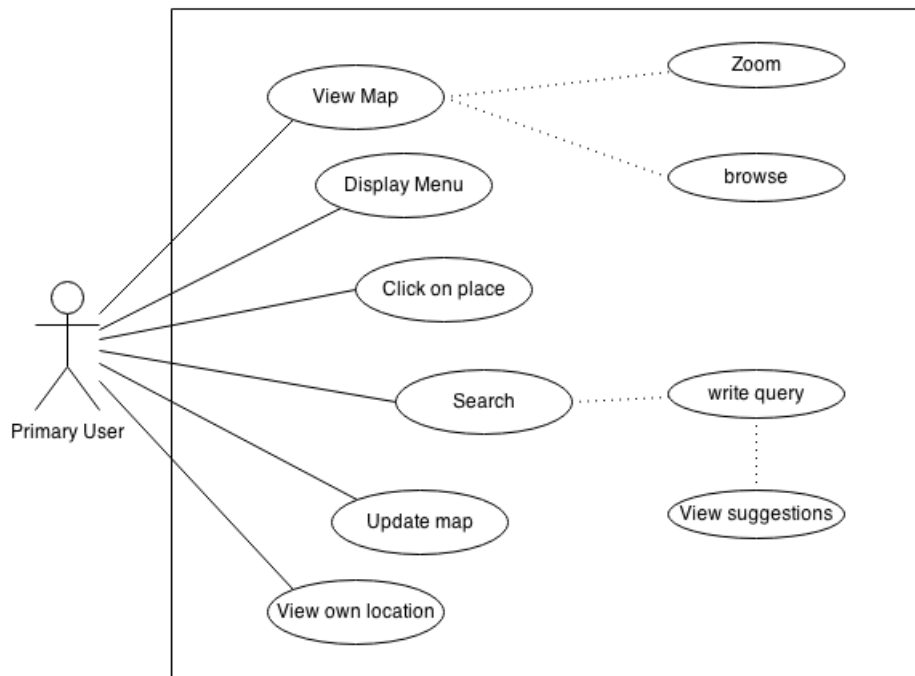 Zoom
View Map
browse
Display Menu
Click on place
write query
Search
Primary User
View suggestions
Update map
View own location